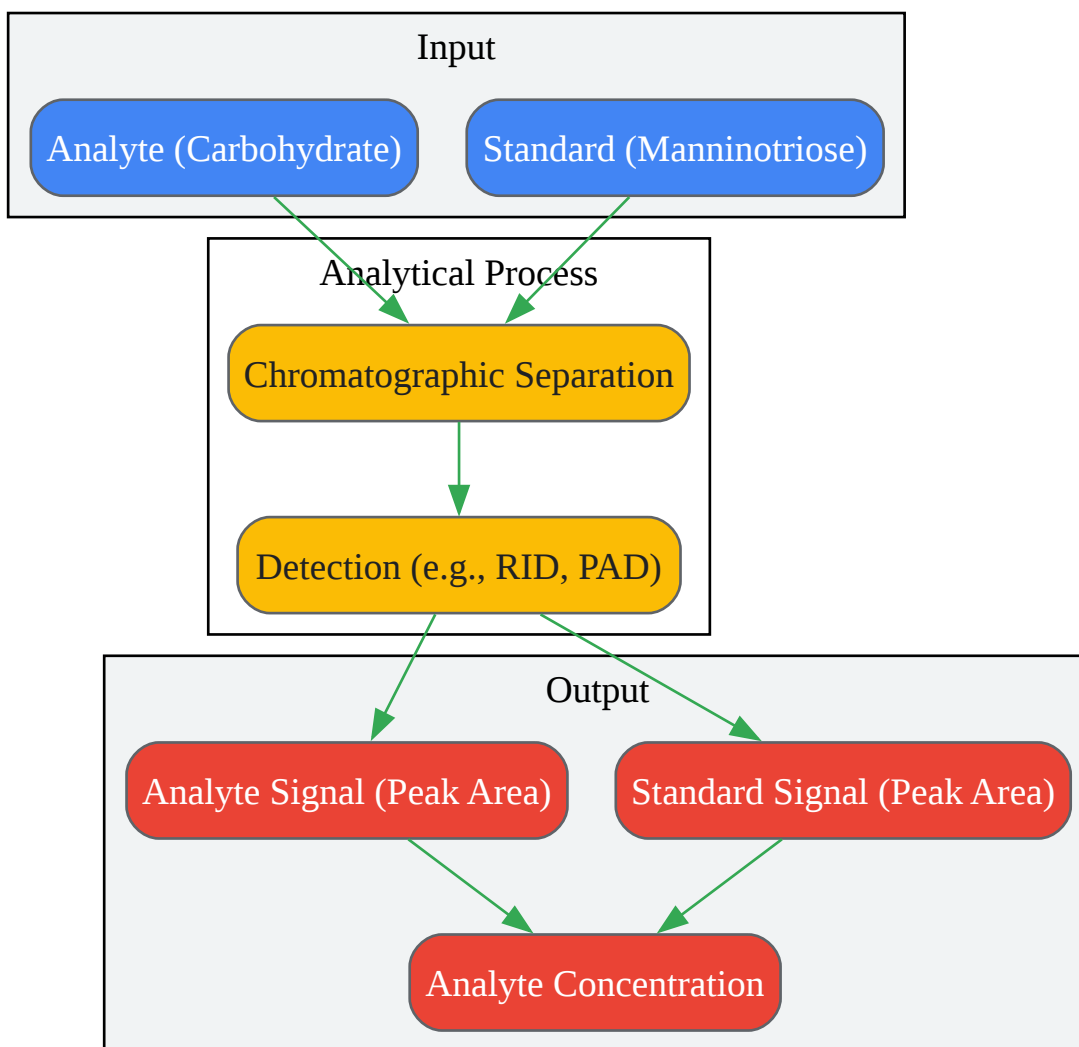 Input
Analyte (Carbohydrate)
Standard (Manninotriose)
Analytical Process
Chromatographic Separation
Detection (e.g., RID, PAD)
Output
Analyte Signal (Peak Area)
Standard Signal (Peak Area)
Analyte Concentration